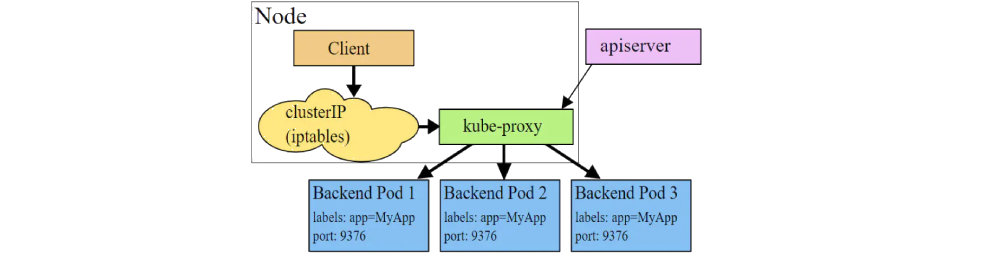 Node
Client
apiserver
clusterIP
(iptables)
kube-proxy
Backend Pod 1
labels: app=MyApp
port: 9376
Backend Pod 2
labels: app=MyApp
port: 9376
Backend Pod 3
labels: app=MyApp
port: 9376